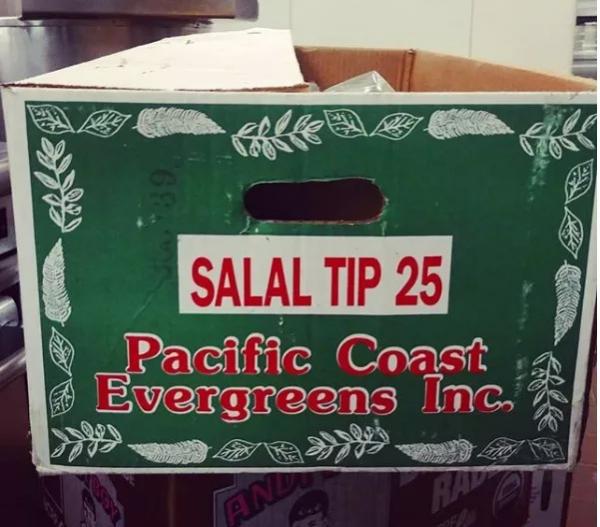 SALAL TIP 25
Pacific Coast
Evergreens Inc.